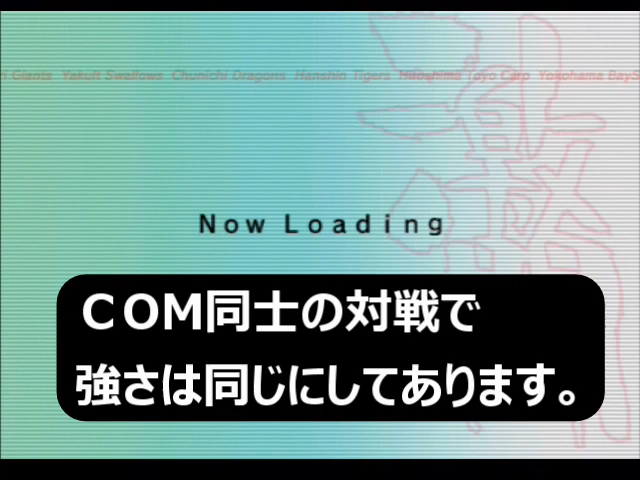 ri Giants Yakult Swallows Chunichi Dragons Hanshin Tigers Hiroshima Toyo Carp Yokohama BayS
Now Loading
ＣＯＭ同士の対戦で
強さは同じにしてあります。